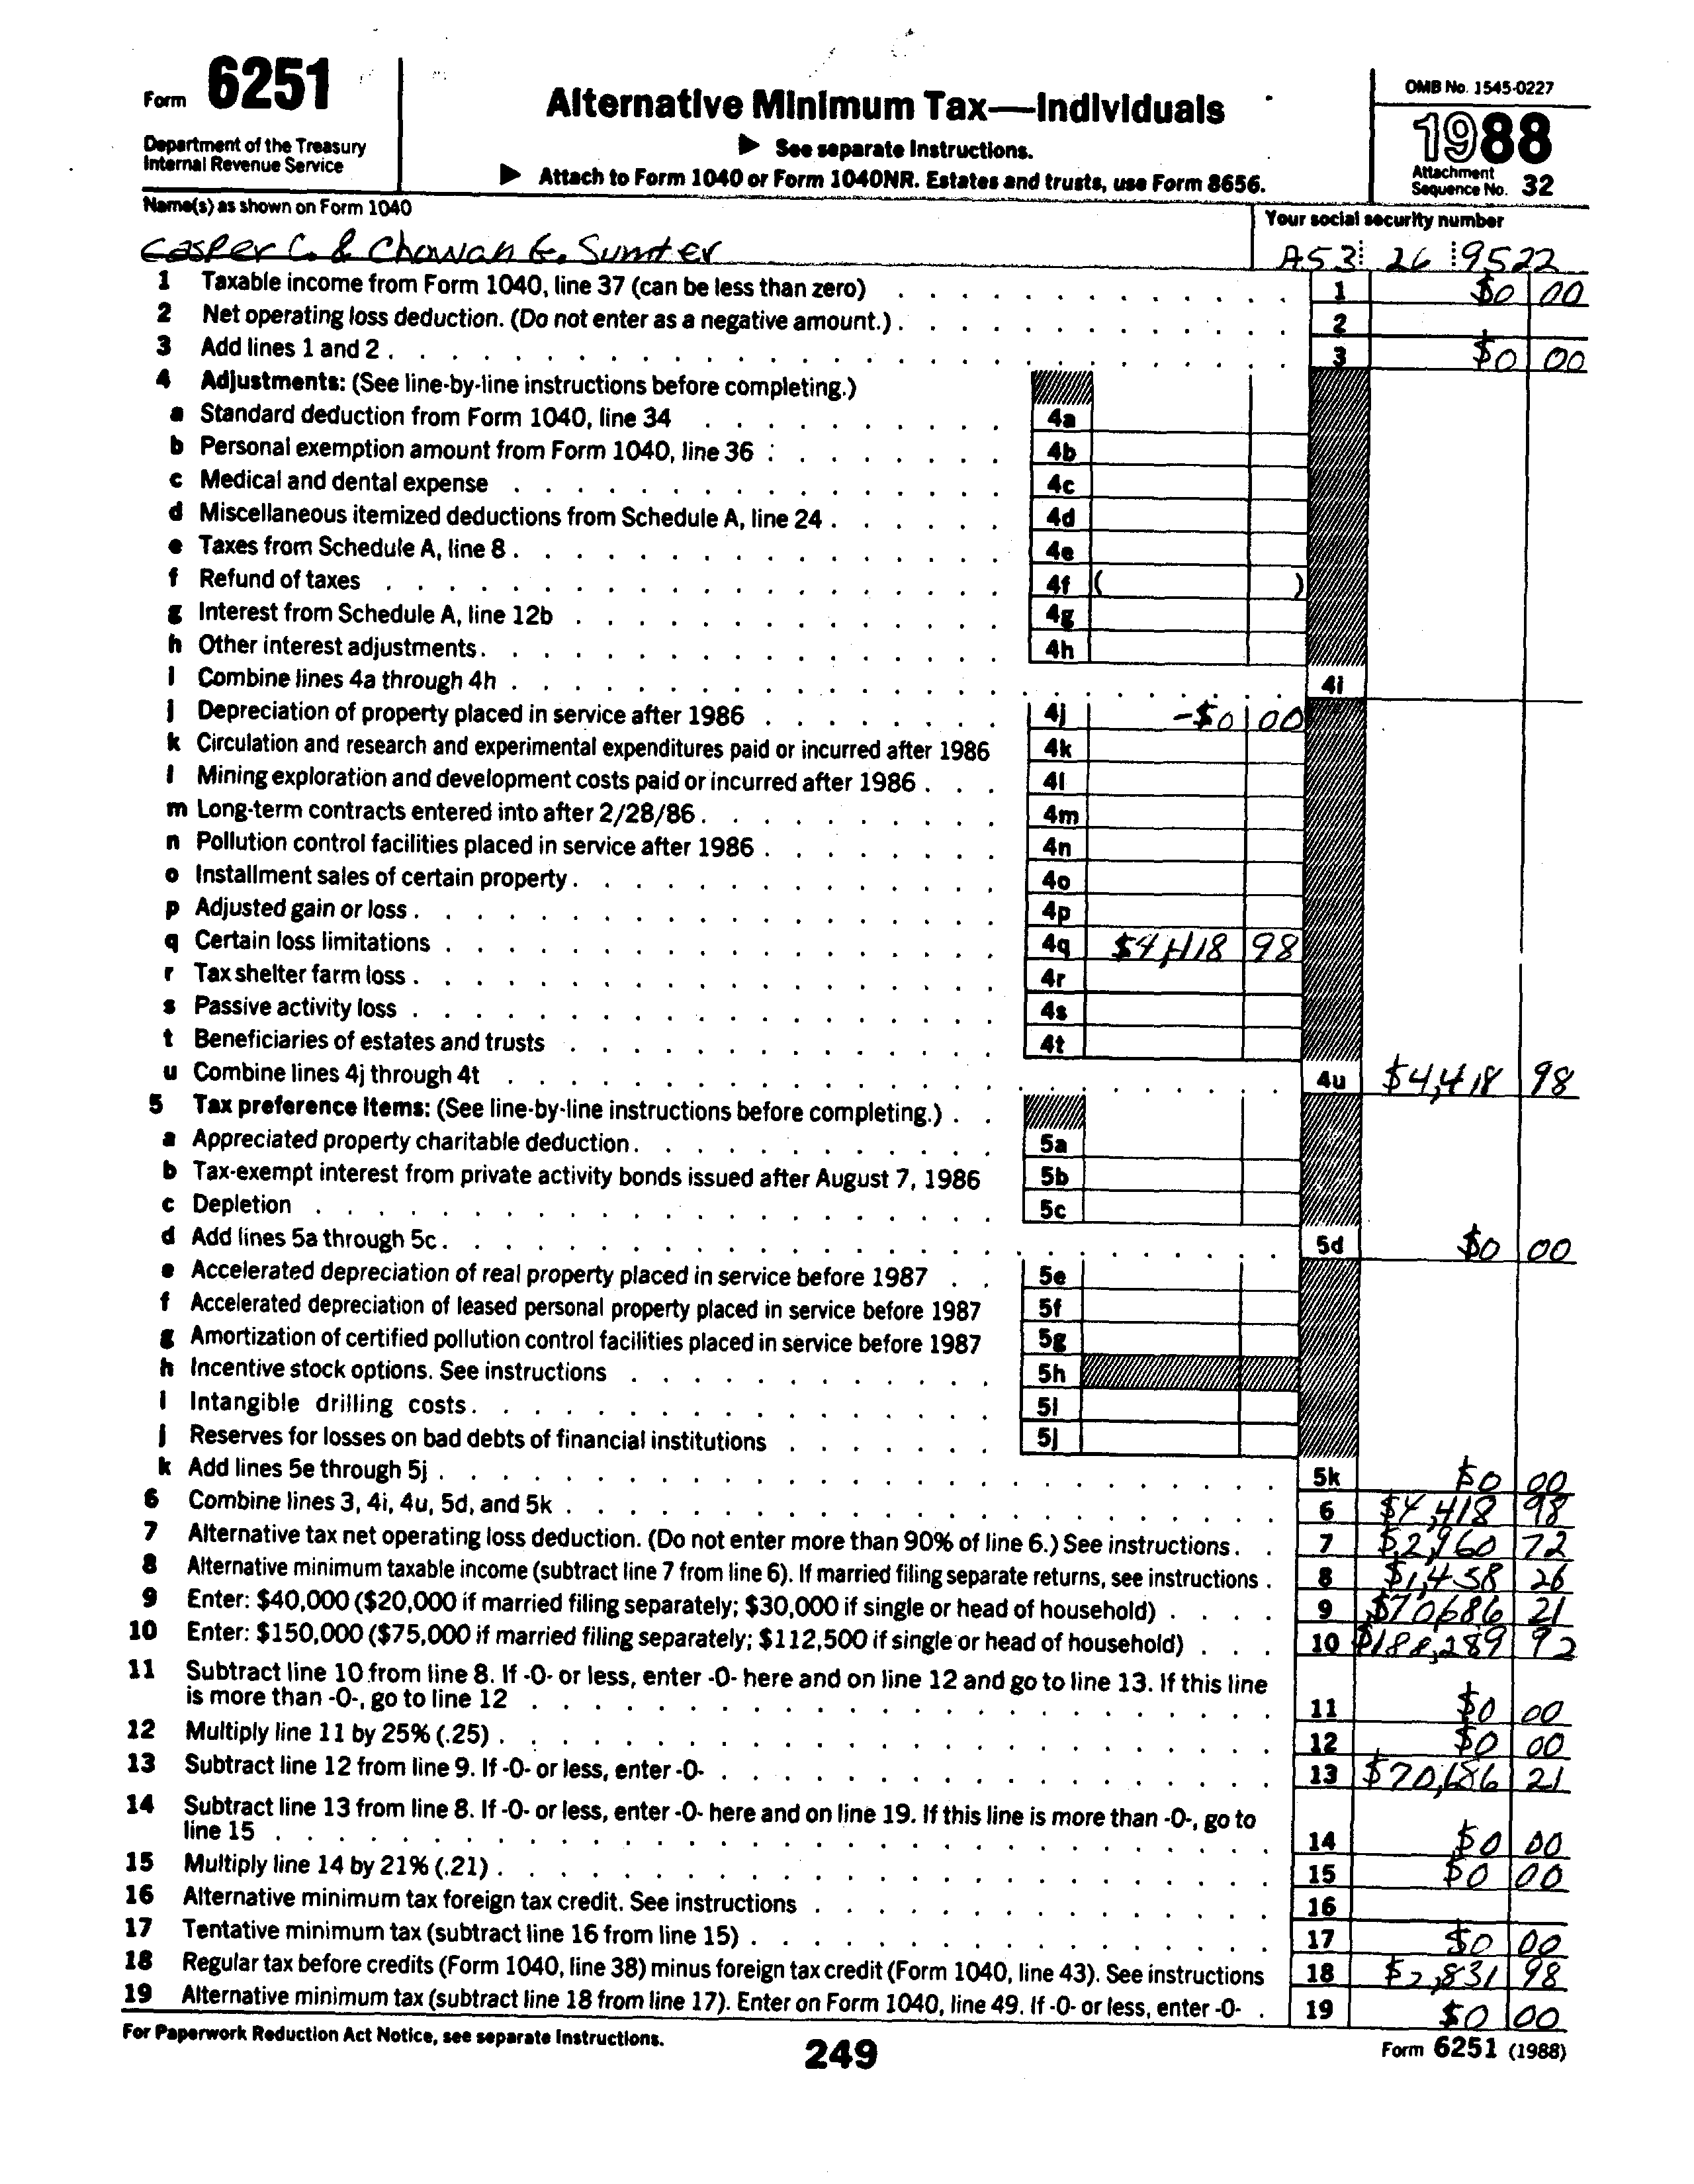 Form 6251
Department of the Treasury
Internal Revenue Service
Alternative Minimum Tax—Individuals
▶ See separate Instructions.
▶ Attach to Form 1040 or Form 1040NR. Estates and trusts, use Form 8656.
OMB No. 1545-0227
1988
Attachment
Sequence No. 32
Name(s) as shown on Form 1040
Casper C. & Chowan E. Sumter
Your social security number
A53 26 9522
1 Taxable income from Form 1040, line 37 (can be less than zero) 1 $0 00
2 Net operating loss deduction. (Do not enter as a negative amount.) 2
3 Add lines 1 and 2 3 $0 00
4 Adjustments: (See line-by-line instructions before completing.)
a Standard deduction from Form 1040, line 34 4a
b Personal exemption amount from Form 1040, line 36 4b
c Medical and dental expense 4c
d Miscellaneous itemized deductions from Schedule A, line 24 4d
e Taxes from Schedule A, line 8 4e
f Refund of taxes 4f ( )
g Interest from Schedule A, line 12b 4g
h Other interest adjustments 4h
i Combine lines 4a through 4h 4i
j Depreciation of property placed in service after 1986 4j -$0 00
k Circulation and research and experimental expenditures paid or incurred after 1986 4k
l Mining exploration and development costs paid or incurred after 1986 4l
m Long-term contracts entered into after 2/28/86 4m
n Pollution control facilities placed in service after 1986 4n
o Installment sales of certain property 4o
p Adjusted gain or loss 4p
q Certain loss limitations 4q $4,418 98
r Tax shelter farm loss 4r
s Passive activity loss 4s
t Beneficiaries of estates and trusts 4t
u Combine lines 4j through 4t 4u $4,418 98
5 Tax preference items: (See line-by-line instructions before completing.)
a Appreciated property charitable deduction 5a
b Tax-exempt interest from private activity bonds issued after August 7, 1986 5b
c Depletion 5c
d Add lines 5a through 5c 5d $0 00
e Accelerated depreciation of real property placed in service before 1987 5e
f Accelerated depreciation of leased personal property placed in service before 1987 5f
g Amortization of certified pollution control facilities placed in service before 1987 5g
h Incentive stock options. See instructions 5h
i Intangible drilling costs 5i
j Reserves for losses on bad debts of financial institutions 5j
k Add lines 5e through 5j 5k $0 00
6 Combine lines 3, 4i, 4u, 5d, and 5k 6 $4,418 98
7 Alternative tax net operating loss deduction. (Do not enter more than 90% of line 6.) See instructions 7 $2,960 72
8 Alternative minimum taxable income (subtract line 7 from line 6). If married filing separate returns, see instructions 8 $1,458 26
9 Enter: $40,000 ($20,000 if married filing separately; $30,000 if single or head of household) 9 $70,686 21
10 Enter: $150,000 ($75,000 if married filing separately; $112,500 if single or head of household) 10 $188,289 92
11 Subtract line 10 from line 8. If -0- or less, enter -0- here and on line 12 and go to line 13. If this line
is more than -0-, go to line 12 11 $0 00
12 Multiply line 11 by 25% (.25) 12 $0 00
13 Subtract line 12 from line 9. If -0- or less, enter -0- 13 $70,686 21
14 Subtract line 13 from line 8. If -0- or less, enter -0- here and on line 19. If this line is more than -0-, go to
line 15 14 $0 00
15 Multiply line 14 by 21% (.21) 15 $0 00
16 Alternative minimum tax foreign tax credit. See instructions 16
17 Tentative minimum tax (subtract line 16 from line 15) 17 $0 00
18 Regular tax before credits (Form 1040, line 38) minus foreign tax credit (Form 1040, line 43). See instructions 18 $2,831 98
19 Alternative minimum tax (subtract line 18 from line 17). Enter on Form 1040, line 49. If -0- or less, enter -0- 19 $0 00
For Paperwork Reduction Act Notice, see separate Instructions.
249
Form 6251 (1988)